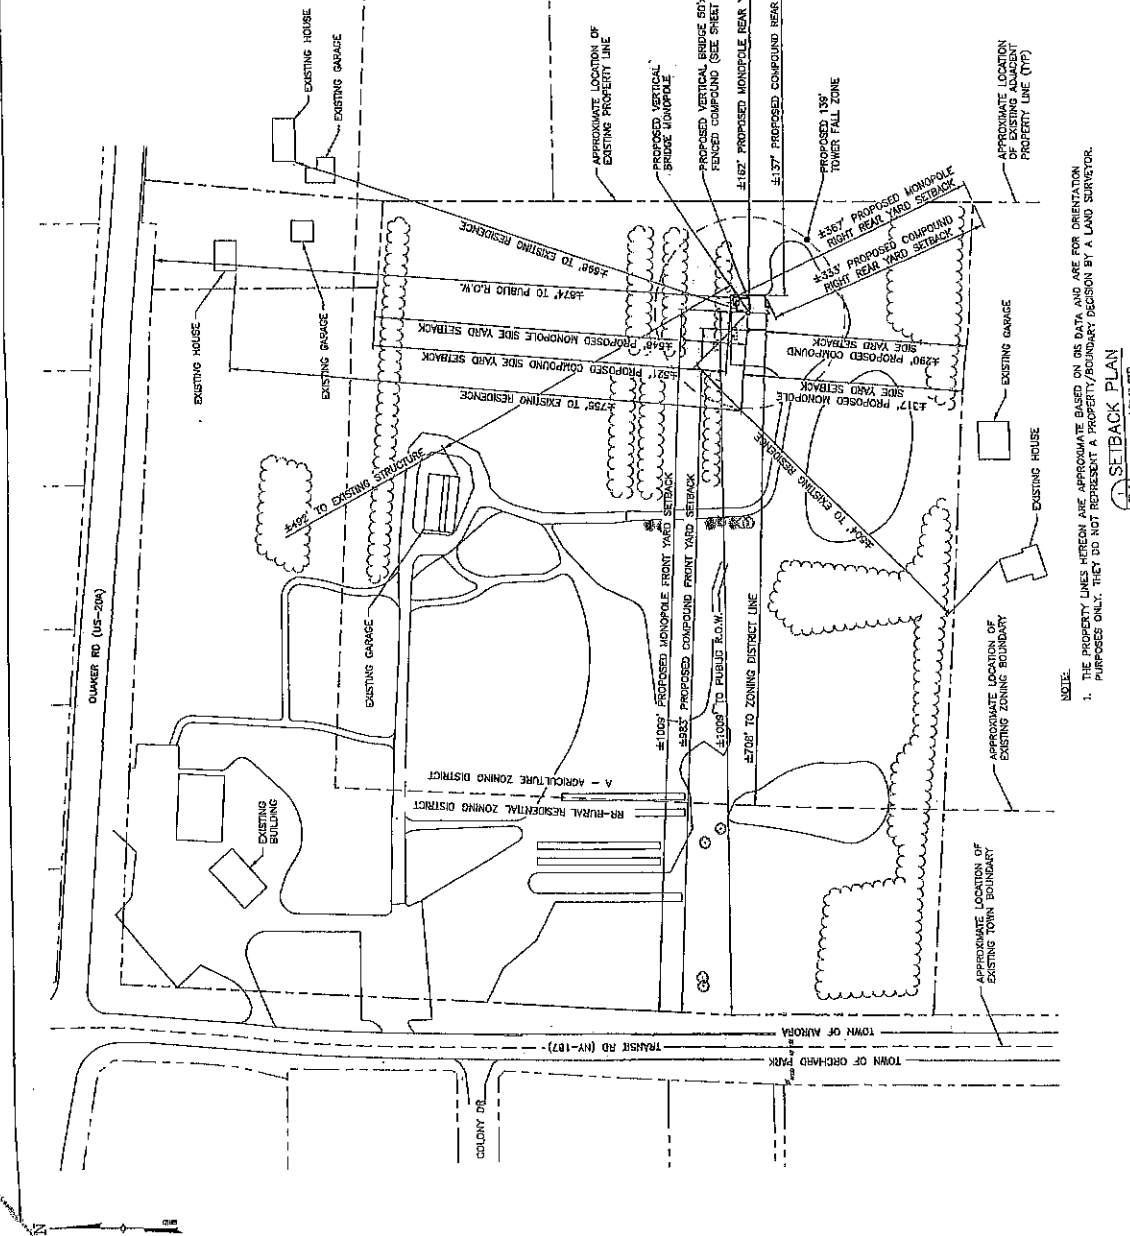 EXISTING HOUSE
EXISTING GARAGE
QUAKER RD (US-20A)
EXISTING HOUSE
EXISTING GARAGE
APPROXIMATE LOCATION OF
EXISTING PROPERTY LINE
PROPOSED VERTICAL
BRIDGE MONOPOLE
PROPOSED VERTICAL BRIDGE 50'
FENCED COMPOUND (SEE SHEET
±162' PROPOSED MONOPOLE REAR
±137' PROPOSED COMPOUND REAR
PROPOSED 139'
TOWER FALL ZONE
±367' PROPOSED MONOPOLE
RIGHT REAR YARD SETBACK
±333' PROPOSED COMPOUND
RIGHT REAR YARD SETBACK
APPROXIMATE LOCATION
OF EXISTING ADJACENT
PROPERTY LINE (TYP)
TO EXISTING RESIDENCE
±874' TO PUBLIC R.O.W.
PROPOSED MONOPOLE SIDE YARD SETBACK
±521' PROPOSED COMPOUND SIDE YARD SETBACK
±755' TO EXISTING RESIDENCE
±492' TO EXISTING STRUCTURE
±290' PROPOSED COMPOUND
SIDE YARD SETBACK
±317' PROPOSED MONOPOLE
SIDE YARD SETBACK
±504' TO EXISTING RESIDENCE
EXISTING GARAGE
±1009' PROPOSED MONOPOLE FRONT YARD SETBACK
±983' PROPOSED COMPOUND FRONT YARD SETBACK
±1009' TO PUBLIC R.O.W.
±708' TO ZONING DISTRICT LINE
A - AGRICULTURE ZONING DISTRICT
RR-RURAL RESIDENTIAL ZONING DISTRICT
EXISTING
BUILDING
EXISTING GARAGE
EXISTING HOUSE
APPROXIMATE LOCATION OF
EXISTING ZONING BOUNDARY
APPROXIMATE LOCATION OF
EXISTING TOWN BOUNDARY
TOWN OF AURORA
TRANSIT RD (NY-187)
TOWN OF ORCHARD PARK
COLONY DR
N
NOTE:
1. THE PROPERTY LINES HEREON ARE APPROXIMATE BASED ON GIS DATA AND ARE FOR ORIENTATION
PURPOSES ONLY. THEY DO NOT REPRESENT A PROPERTY/BOUNDARY DECISION BY A LAND SURVEYOR.
1 SETBACK PLAN